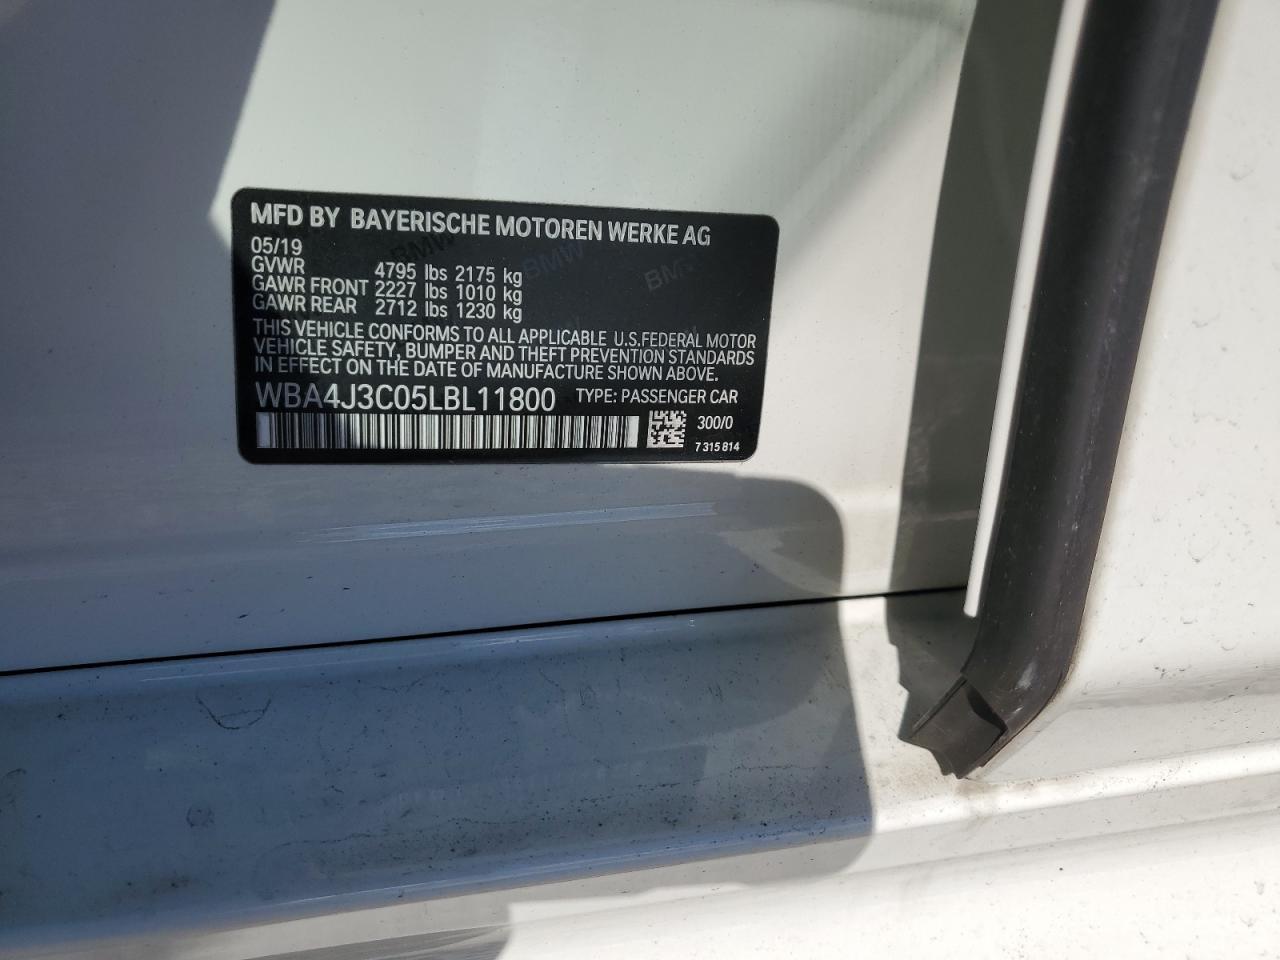 MFD BY BAYERISCHE MOTOREN WERKE AG
05/19
GVWR 4795 lbs 2175 kg
GAWR FRONT 2227 lbs 1010 kg
GAWR REAR 2712 lbs 1230 kg
THIS VEHICLE CONFORMS TO ALL APPLICABLE U.S.FEDERAL MOTOR
VEHICLE SAFETY, BUMPER AND THEFT PREVENTION STANDARDS
IN EFFECT ON THE DATE OF MANUFACTURE SHOWN ABOVE.
WBA4J3C05LBL11800 TYPE: PASSENGER CAR
300/0
7 315 814
BMW
BMW
BMW